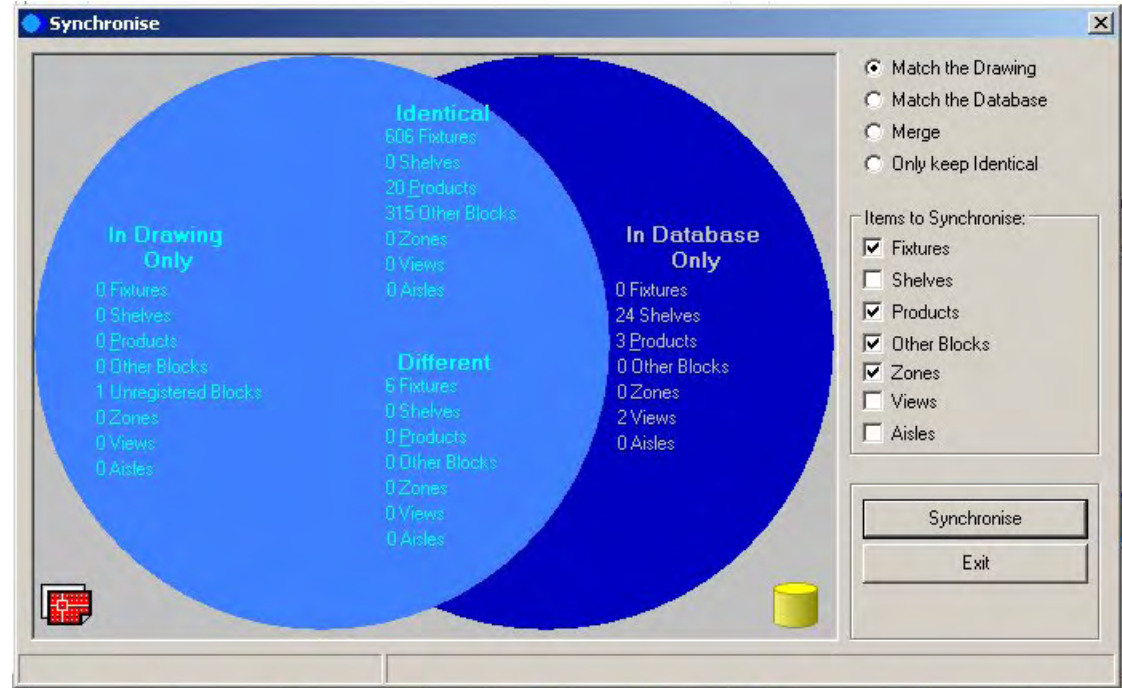 Synchronise
Identical
606 Fixtures
0 Shelves
20 Products
315 Other Blocks
0 Zones
0 Views
0 Aisles
In Drawing
Only
0 Fixtures
0 Shelves
0 Products
0 Other Blocks
1 Unregistered Blocks
0 Zones
0 Views
0 Aisles
Different
6 Fixtures
0 Shelves
0 Products
0 Other Blocks
0 Zones
0 Views
0 Aisles
In Database
Only
0 Fixtures
24 Shelves
3 Products
0 Other Blocks
0 Zones
2 Views
0 Aisles
Match the Drawing
Match the Database
Merge
Only keep Identical
Items to Synchronise:
Fixtures
Shelves
Products
Other Blocks
Zones
Views
Aisles
Synchronise
Exit